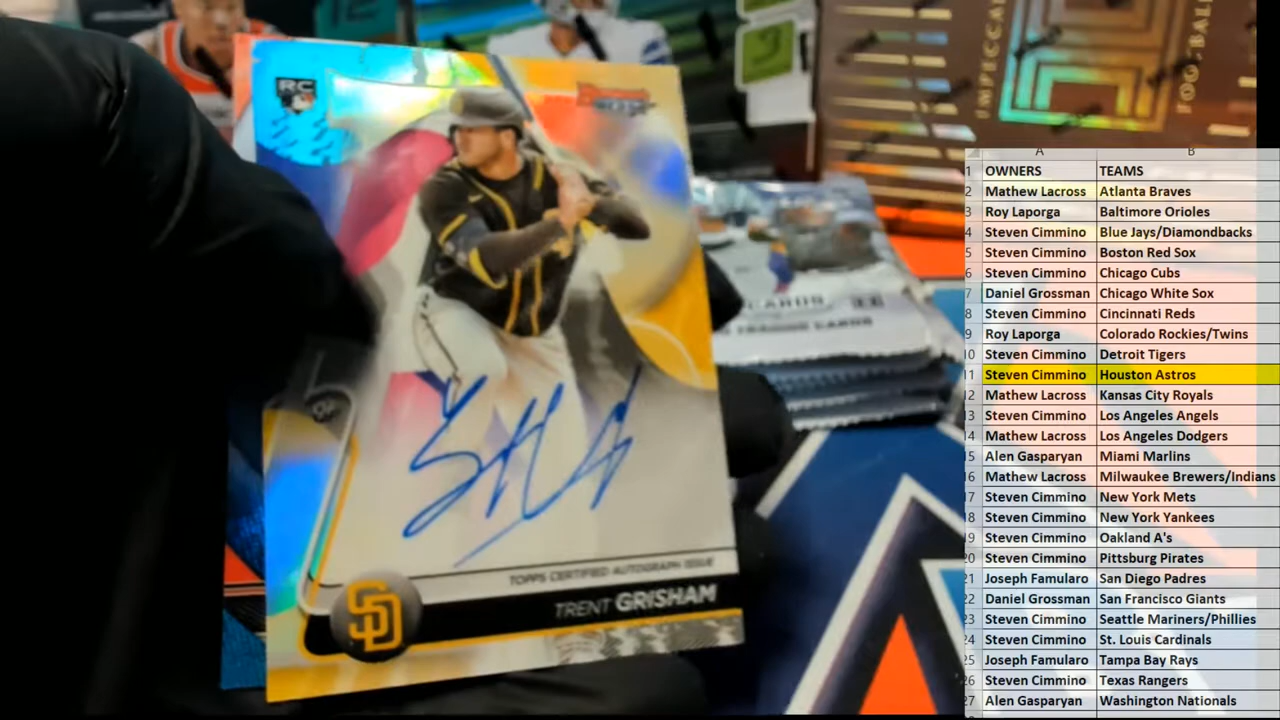 RC
OF
TOPPS CERTIFIED AUTOGRAPH ISSUE
TRENT GRISHAM
SD
IMPECCAB
FOOTBALL
TRADING CARDS
A B
1 OWNERS TEAMS
2 Mathew Lacross Atlanta Braves
3 Roy Laporga Baltimore Orioles
4 Steven Cimmino Blue Jays/Diamondbacks
5 Steven Cimmino Boston Red Sox
6 Steven Cimmino Chicago Cubs
7 Daniel Grossman Chicago White Sox
8 Steven Cimmino Cincinnati Reds
9 Roy Laporga Colorado Rockies/Twins
10 Steven Cimmino Detroit Tigers
11 Steven Cimmino Houston Astros
12 Mathew Lacross Kansas City Royals
13 Steven Cimmino Los Angeles Angels
14 Mathew Lacross Los Angeles Dodgers
15 Alen Gasparyan Miami Marlins
16 Mathew Lacross Milwaukee Brewers/Indians
17 Steven Cimmino New York Mets
18 Steven Cimmino New York Yankees
19 Steven Cimmino Oakland A's
20 Steven Cimmino Pittsburg Pirates
21 Joseph Famularo San Diego Padres
22 Daniel Grossman San Francisco Giants
23 Steven Cimmino Seattle Mariners/Phillies
24 Steven Cimmino St. Louis Cardinals
25 Joseph Famularo Tampa Bay Rays
26 Steven Cimmino Texas Rangers
27 Alen Gasparyan Washington Nationals